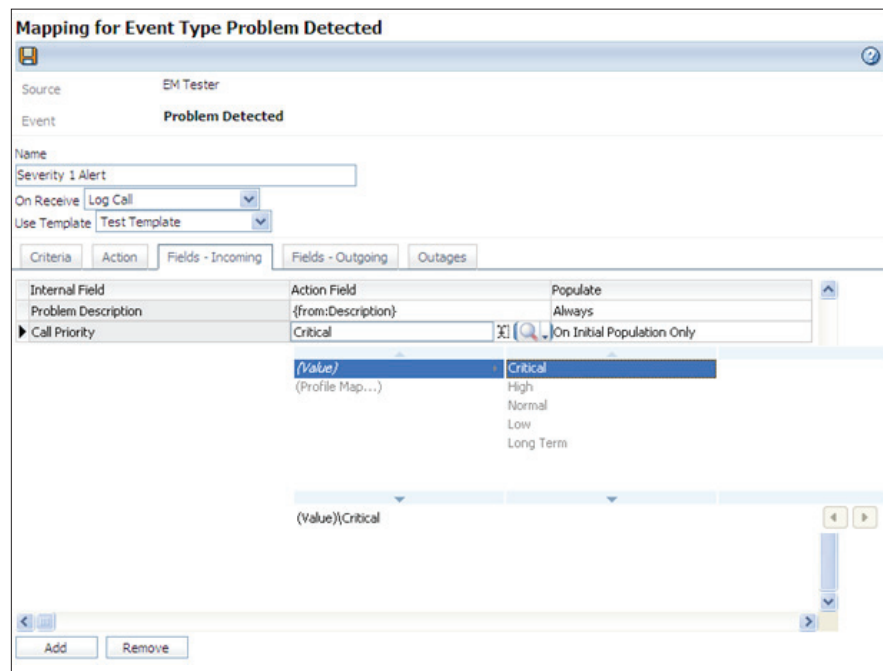 Mapping for Event Type Problem Detected
Source EM Tester
Event Problem Detected
Name
Severity 1 Alert
On Receive Log Call
Use Template Test Template
Criteria Action Fields - Incoming Fields - Outgoing Outages
Internal Field Action Field Populate
Problem Description {from:Description} Always
Call Priority Critical On Initial Population Only
(Value) Critical
(Profile Map...) High
Normal
Low
Long Term
(Value)\Critical
Add Remove